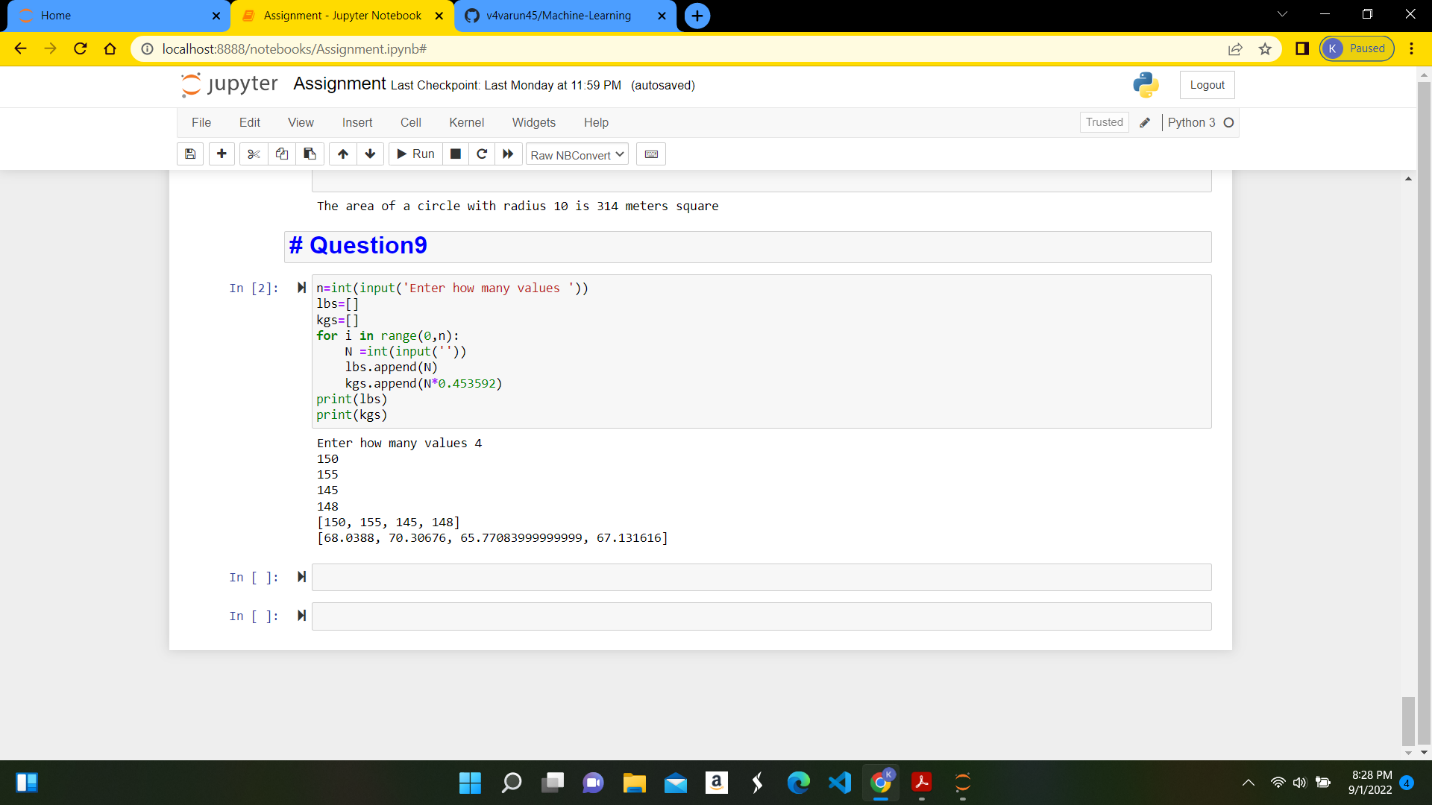 Home
Assignment - Jupyter Notebook
v4varun45/Machine-Learning
localhost:8888/notebooks/Assignment.ipynb#
K Paused
jupyter Assignment Last Checkpoint: Last Monday at 11:59 PM (autosaved)
Logout
File Edit View Insert Cell Kernel Widgets Help
Trusted Python 3
Run Raw NBConvert
The area of a circle with radius 10 is 314 meters square
# Question9
In [2]:
n=int(input('Enter how many values '))
lbs=[]
kgs=[]
for i in range(0,n):
    N =int(input(''))
    lbs.append(N)
    kgs.append(N*0.453592)
print(lbs)
print(kgs)
Enter how many values 4
150
155
145
148
[150, 155, 145, 148]
[68.0388, 70.30676, 65.77083999999999, 67.131616]
In [ ]:
In [ ]:
8:28 PM
9/1/2022
4